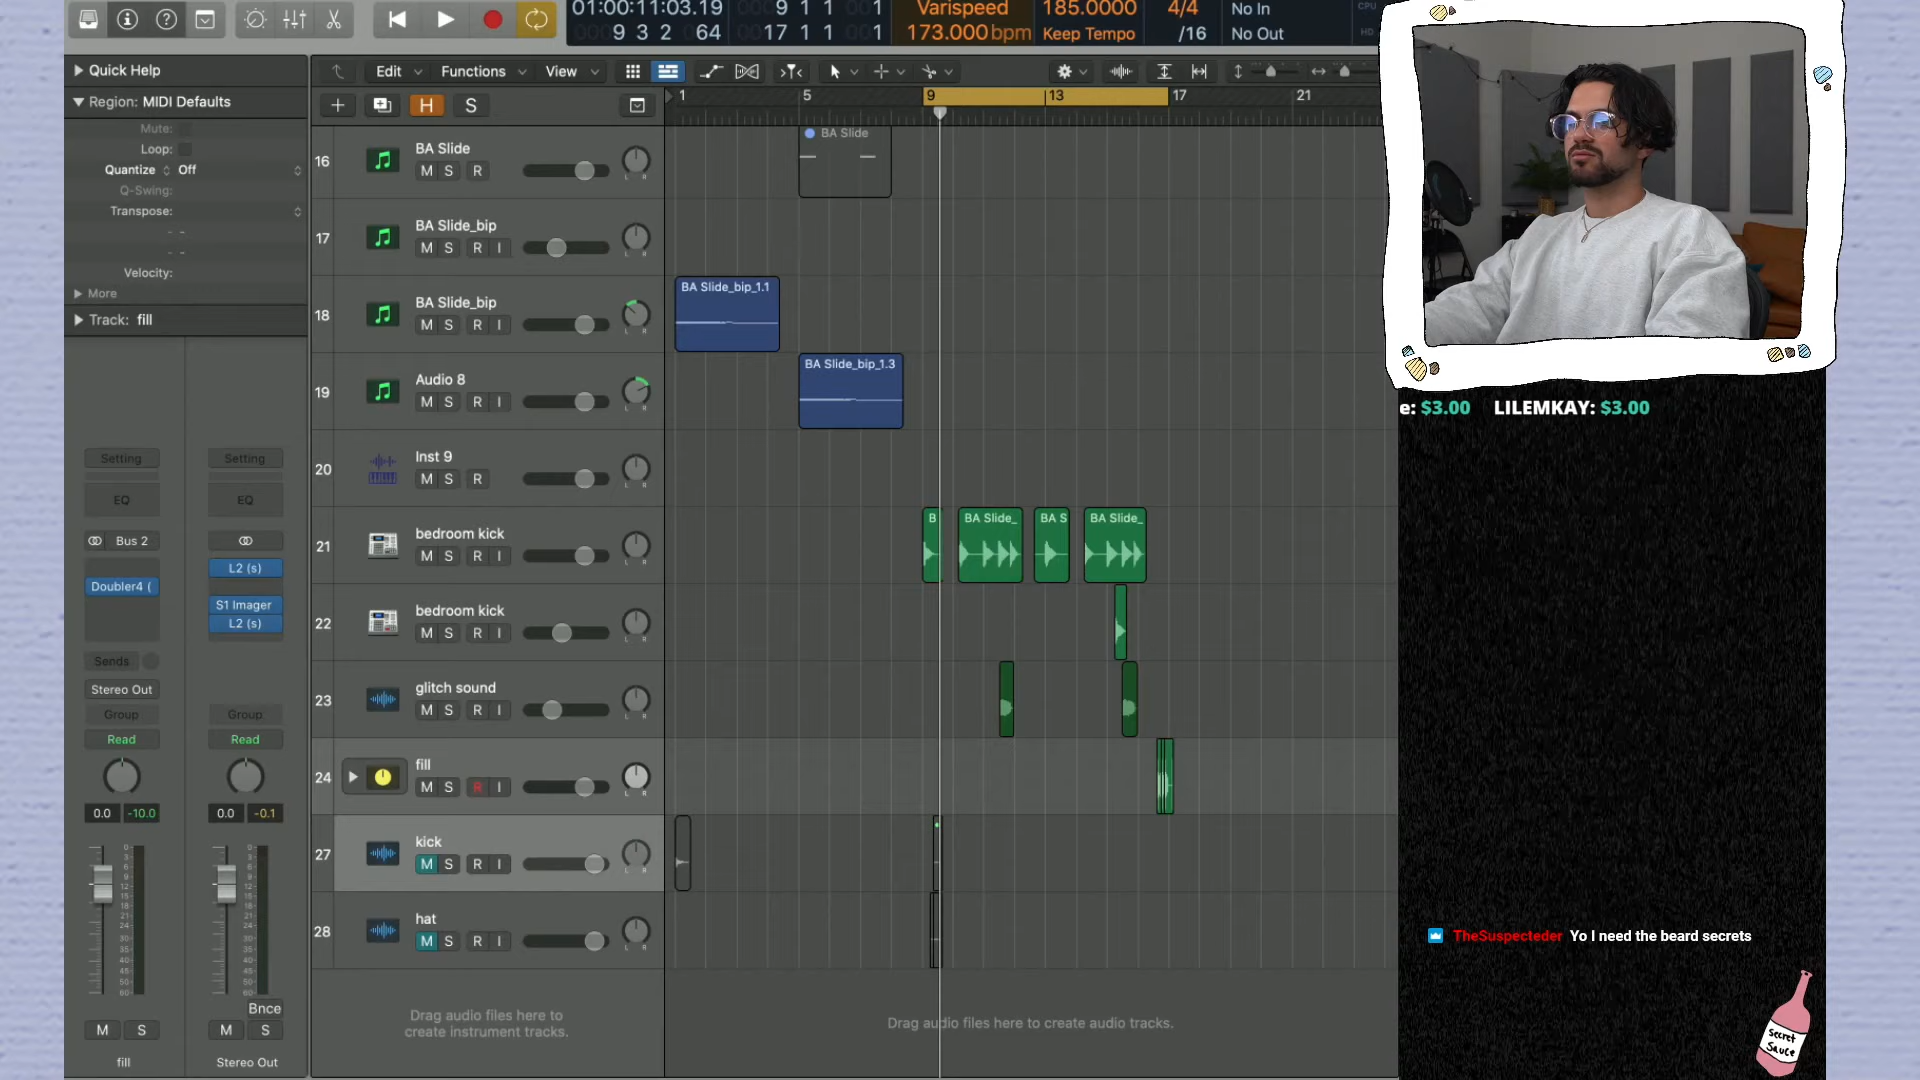 01:00:11:03.19
9 3 2 64
9 1 1 1
17 1 1 1
Varispeed
173.000 bpm
185.0000
Keep Tempo
4/4
/16
No In
No Out
CPU
HD
Quick Help
Region: MIDI Defaults
Mute:
Loop:
Quantize Off
Q-Swing:
Transpose:
Velocity:
More
Track: fill
Edit
Functions
View
H
S
1
5
9
13
17
21
16
BA Slide
M S R
BA Slide
17
BA Slide_bip
M S R I
18
BA Slide_bip
M S R I
BA Slide_bip_1.1
19
Audio 8
M S R I
BA Slide_bip_1.3
20
Inst 9
M S R
21
bedroom kick
M S R I
B
BA Slide_
BA S
BA Slide_
22
bedroom kick
M S R I
23
glitch sound
M S R I
24
fill
M S R I
27
kick
M S R I
28
hat
M S R I
Drag audio files here to
create instrument tracks.
Drag audio files here to create audio tracks.
Setting
Setting
EQ
EQ
Bus 2
Doubler4 (
L2 (s)
S1 Imager
L2 (s)
Sends
Stereo Out
Group
Group
Read
Read
0.0 -10.0
0.0 -0.1
Bnce
M S
M S
fill
Stereo Out
e: $3.00 LILEMKAY: $3.00
TheSuspecteder Yo I need the beard secrets
Secret
Sauce